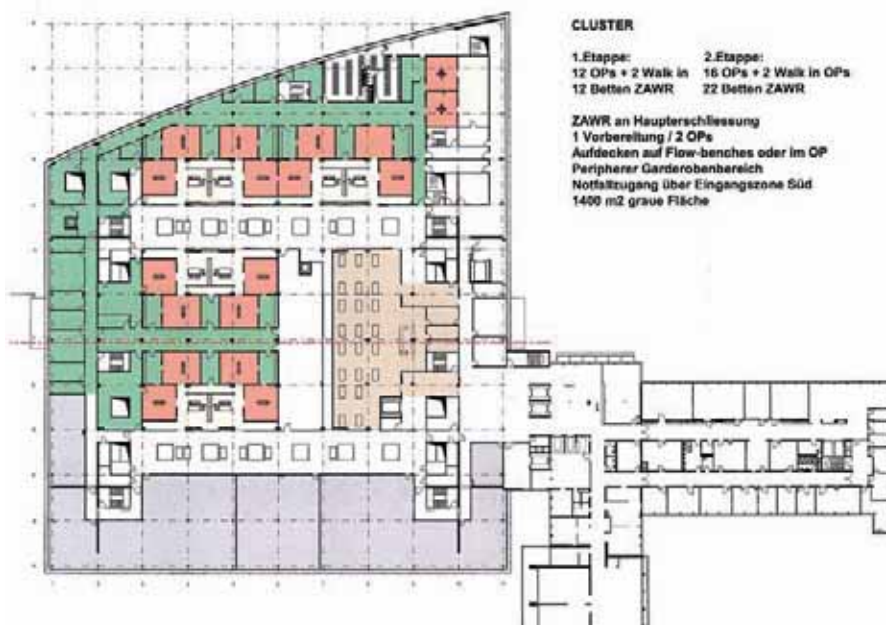 CLUSTER
1.Etappe: 2.Etappe:
12 OPs + 2 Walk in 16 OPs + 2 Walk in OPs
12 Betten ZAWR 22 Betten ZAWR
ZAWR an Haupterschliessung
1 Vorbereitung / 2 OPs
Aufdecken auf Flow-benches oder im OP
Peripherer Garderobenbereich
Notfallzugang über Eingangszone Süd
1400 m2 graue Fläche